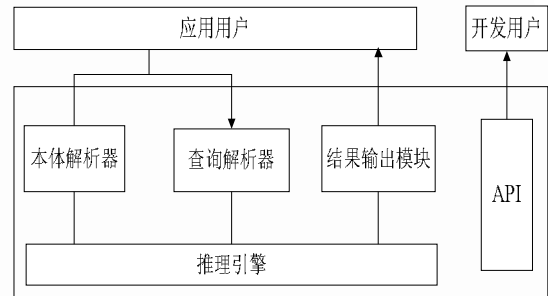 应用用户
开发用户
本体解析器
查询解析器
结果输出模块
API
推理引擎